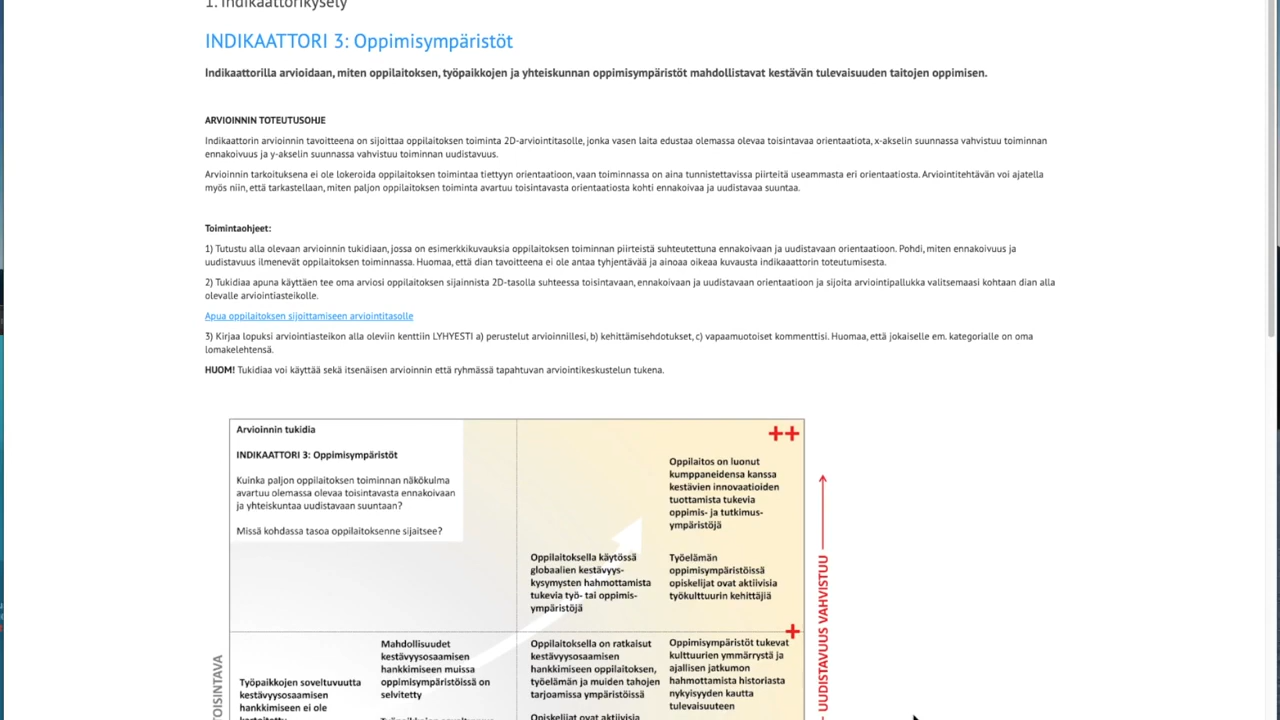 1. Indikaattorikysely
INDIKAATTORI 3: Oppimisympäristöt
Indikaattorilla arvioidaan, miten oppilaitoksen, työpaikkojen ja yhteiskunnan oppimisympäristöt mahdollistavat kestävän tulevaisuuden taitojen oppimisen.
ARVIOINNIN TOTEUTUSOHJE
Indikaattorin arvioinnin tavoitteena on sijoittaa oppilaitoksen toiminta 2D-arviointitasolle, jonka vasen laita edustaa olemassa olevaa toisintavaa orientaatiota, x-akselin suunnassa vahvistuu toiminnan
ennakoivuus ja y-akselin suunnassa vahvistuu toiminnan uudistavuus.
Arvioinnin tarkoituksena ei ole lokeroida oppilaitoksen toimintaa tiettyyn orientaatioon, vaan toiminnassa on aina tunnistettavissa piirteitä useammasta eri orientaatiosta. Arviointitehtävän voi ajatella
myös niin, että tarkastellaan, miten paljon oppilaitoksen toiminta avartuu toisintavasta orientaatiosta kohti ennakoivaa ja uudistavaa suuntaa.
Toimintaohjeet:
1) Tutustu alla olevaan arvioinnin tukidiaan, jossa on esimerkkikuvauksia oppilaitoksen toiminnan piirteistä suhteutettuna ennakoivaan ja uudistavaan orientaatioon. Pohdi, miten ennakoivuus ja
uudistavuus ilmenevät oppilaitoksen toiminnassa. Huomaa, että dian tavoitteena ei ole antaa tyhjentävää ja ainoaa oikeaa kuvausta indikaaattorin toteutumisesta.
2) Tukidiaa apuna käyttäen tee oma arviosi oppilaitoksen sijainnista 2D-tasolla suhteessa toisintavaan, ennakoivaan ja uudistavaan orientaatioon ja sijoita arviointipallukka valitsemaasi kohtaan dian alla
olevalle arviointiasteikolle.
Apua oppilaitoksen sijoittamiseen arviointitasolle
3) Kirjaa lopuksi arviointiasteikon alla oleviin kenttiin LYHYESTI a) perustelut arvioinnillesi, b) kehittämisehdotukset, c) vapaamuotoiset kommenttisi. Huomaa, että jokaiselle em. kategorialle on oma
lomakelehtensä.
HUOM! Tukidiaa voi käyttää sekä itsenäisen arvioinnin että ryhmässä tapahtuvan arviointikeskustelun tukena.
Arvioinnin tukidia
INDIKAATTORI 3: Oppimisympäristöt
Kuinka paljon oppilaitoksen toiminnan näkökulma
avartuu olemassa olevaa toisintavasta ennakoivaan
ja yhteiskuntaa uudistavaan suuntaan?
Missä kohdassa tasoa oppilaitoksenne sijaitsee?
++
Oppilaitos on luonut
kumppaneidensa kanssa
kestävien innovaatioiden
tuottamista tukevia
oppimis- ja tutkimus-
ympäristöjä
Oppilaitoksella käytössä
globaalien kestävyys-
kysymysten hahmottamista
tukevia työ- tai oppimis-
ympäristöjä
Työelämän
oppimisympäristöissä
opiskelijat ovat aktiivisia
työkulttuurin kehittäjiä
+
Työpaikkojen soveltuvuutta
kestävyysosaamisen
hankkimiseen ei ole
Mahdollisuudet
kestävyysosaamisen
hankkimiseen muissa
oppimisympäristöissä on
selvitetty
Oppilaitoksella on ratkaisut
kestävyysosaamisen
hankkimiseen oppilaitoksen,
työelämän ja muiden tahojen
tarjoamissa ympäristöissä
Opiskelijat ovat aktiivisia
Oppimisympäristöt tukevat
kulttuurien ymmärrystä ja
ajallisen jatkumon
hahmottamista historiasta
nykyisyyden kautta
tulevaisuuteen
TOISINTAVA
UUDISTAVUUS VAHVISTUU